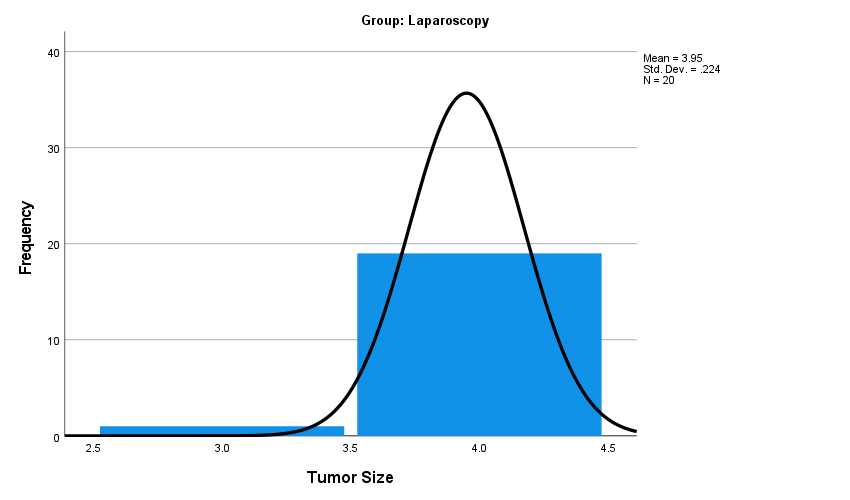 Group: Laparoscopy
Mean = 3.95
Std. Dev. = .224
N = 20
40
30
20
10
0
Frequency
2.5 3.0 3.5 4.0 4.5
Tumor Size